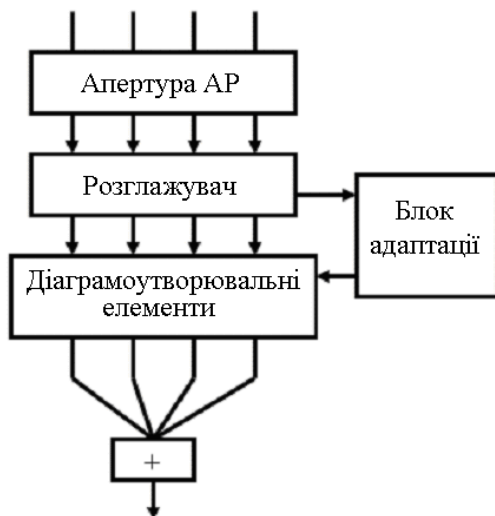 Апертура АР
Розглажувач
Блок
адаптації
Діаграмоутворювальні
елементи
+